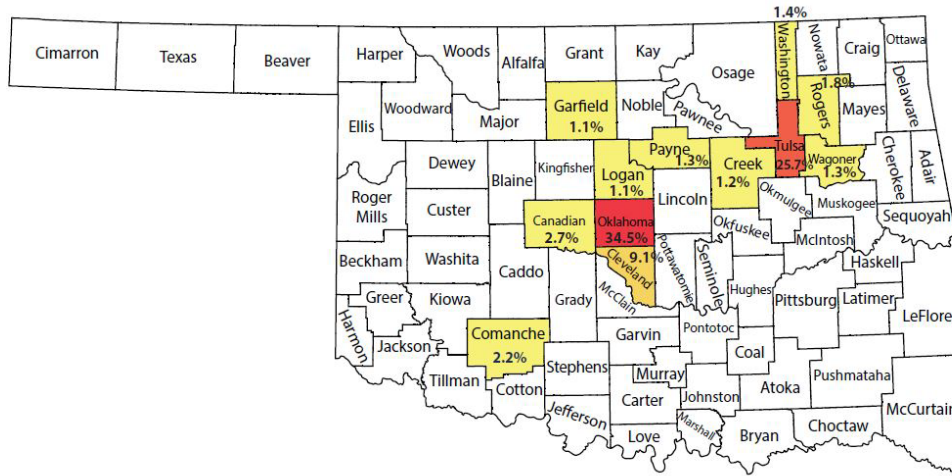 1.4%
Cimarron
Texas
Beaver
Harper
Woods
Alfalfa
Grant
Kay
Osage
Washington
Nowata
Craig
Ottawa
Ellis
Woodward
Major
Garfield
1.1%
Noble
Pawnee
Rogers
1.8%
Mayes
Delaware
Roger
Mills
Dewey
Custer
Blaine
Kingfisher
Logan
1.1%
Payne
1.3%
Creek
1.2%
Tulsa
25.7%
Wagoner
1.3%
Cherokee
Adair
Canadian
2.7%
Oklahoma
34.5%
Lincoln
Okfuskee
Okmulgee
Muskogee
Sequoyah
Beckham
Washita
Caddo
Grady
Cleveland
9.1%
McClain
Pottawatomie
Seminole
Hughes
McIntosh
Haskell
Pittsburg
Latimer
LeFlore
Greer
Kiowa
Harmon
Jackson
Comanche
2.2%
Tillman
Cotton
Stephens
Garvin
Pontotoc
Coal
Murray
Johnston
Atoka
Pushmataha
McCurtain
Jefferson
Carter
Love
Marshall
Bryan
Choctaw